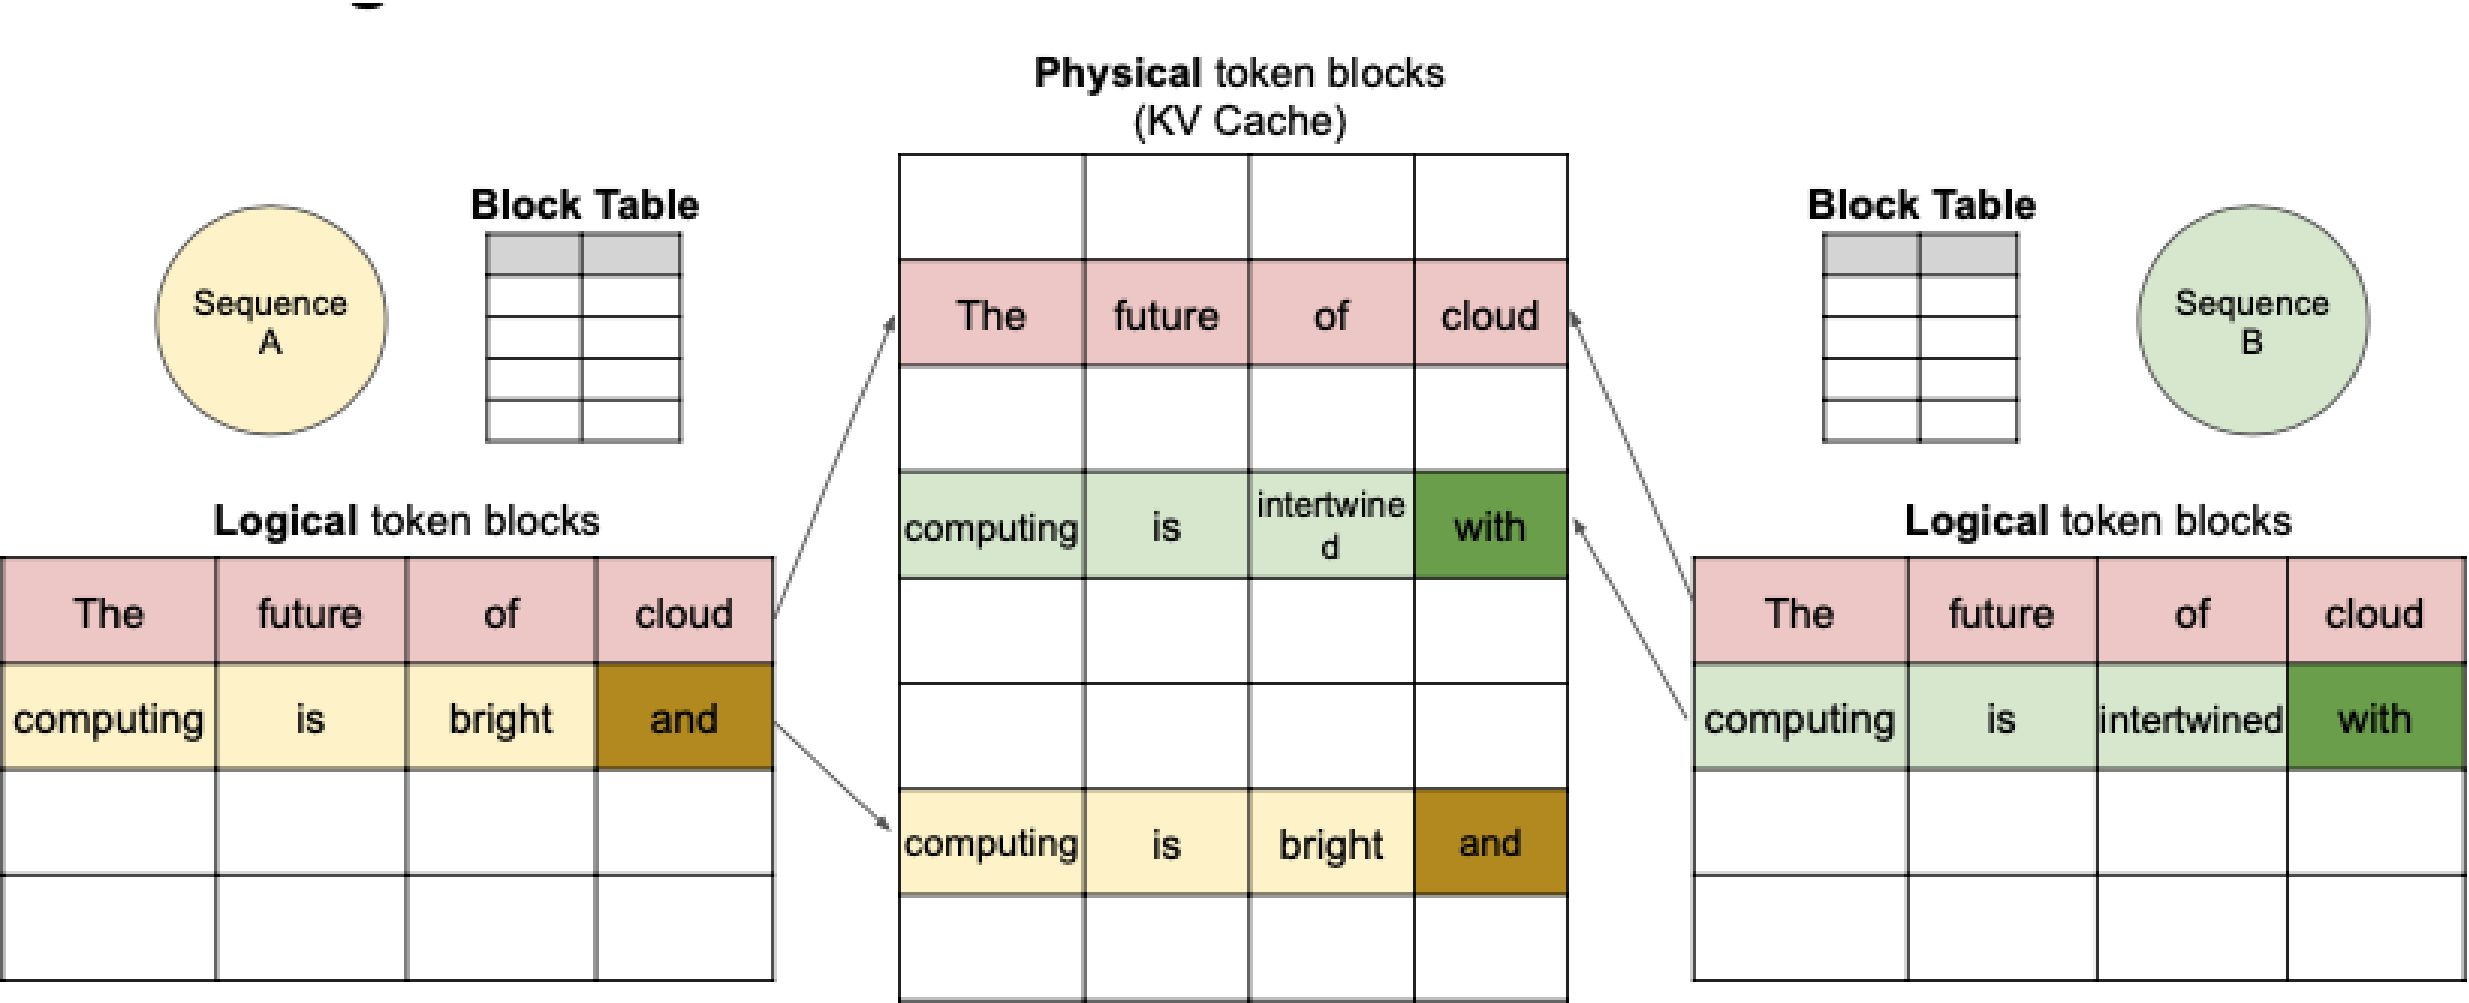 Physical token blocks
(KV Cache)
Block Table
Block Table
Sequence
A
Sequence
B
The future of cloud
computing is intertwine
d with
computing is bright and
Logical token blocks
The future of cloud
computing is bright and
Logical token blocks
The future of cloud
computing is intertwined with